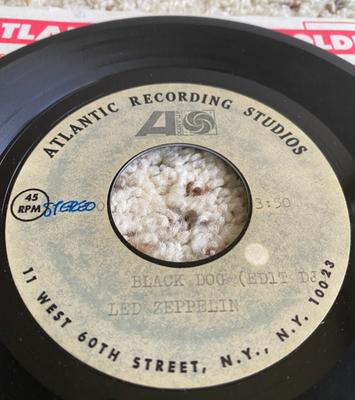 ATLANTIC RECORDING STUDIOS
45
RPM
STEREO
3:50
BLACK DOG (EDIT DJ
LED ZEPPELIN
11 WEST 60TH STREET, N.Y., N.Y. 10023